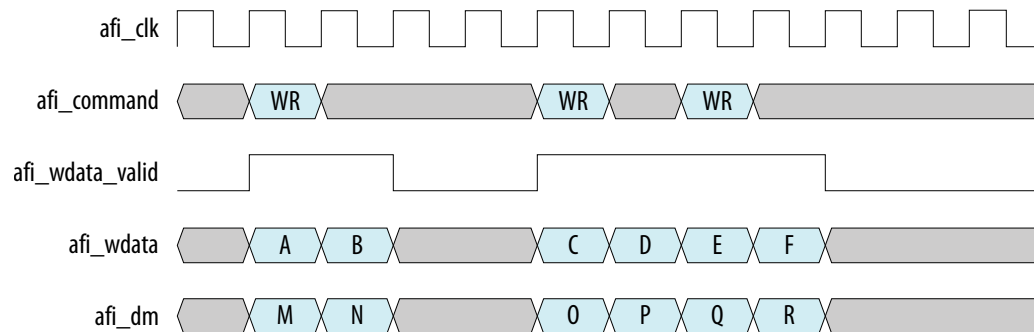 afi_clk
afi_command WR WR WR
afi_wdata_valid
afi_wdata A B C D E F
afi_dm M N O P Q R